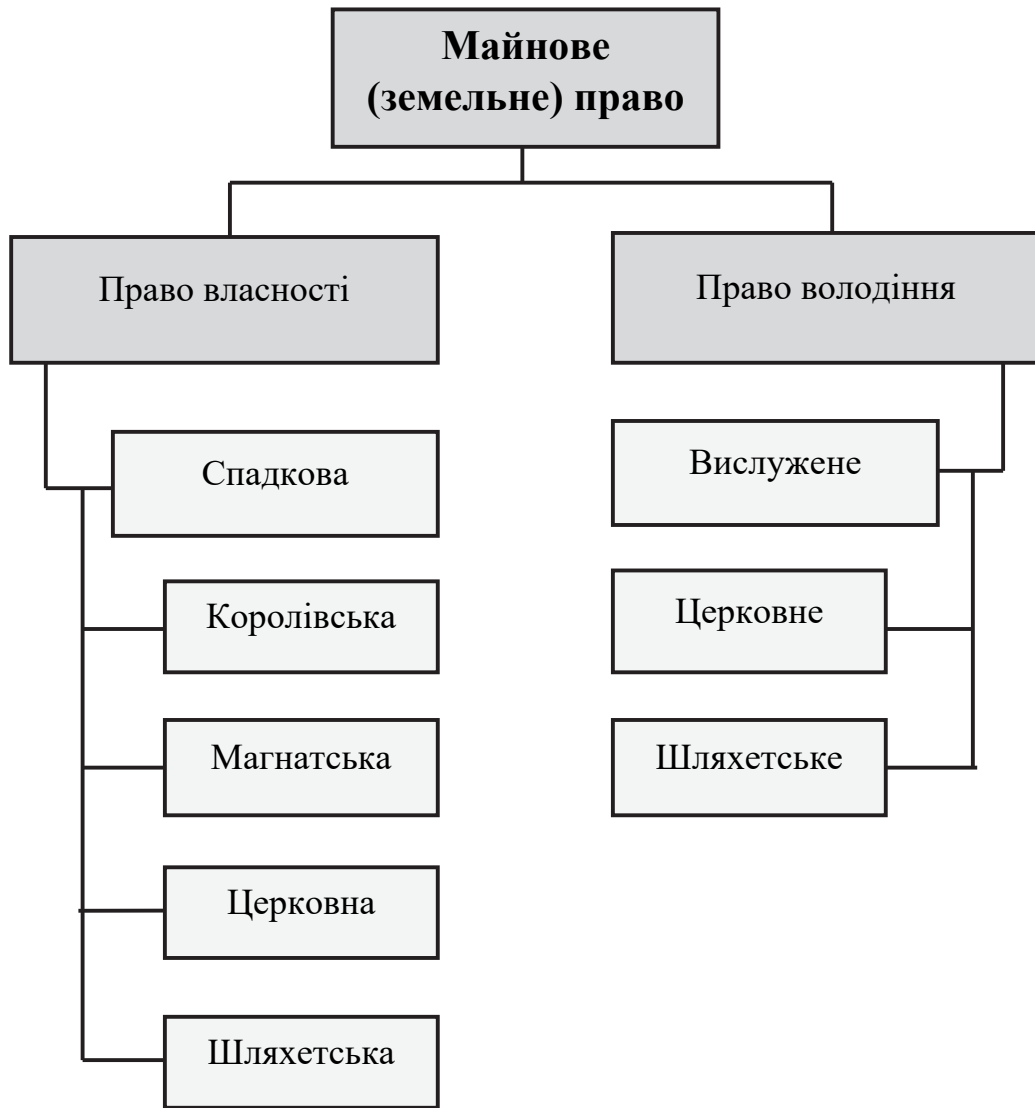 Майнове
(земельне) право
Право власності
Право володіння
Спадкова
Вислужене
Королівська
Церковне
Магнатська
Шляхетське
Церковна
Шляхетська